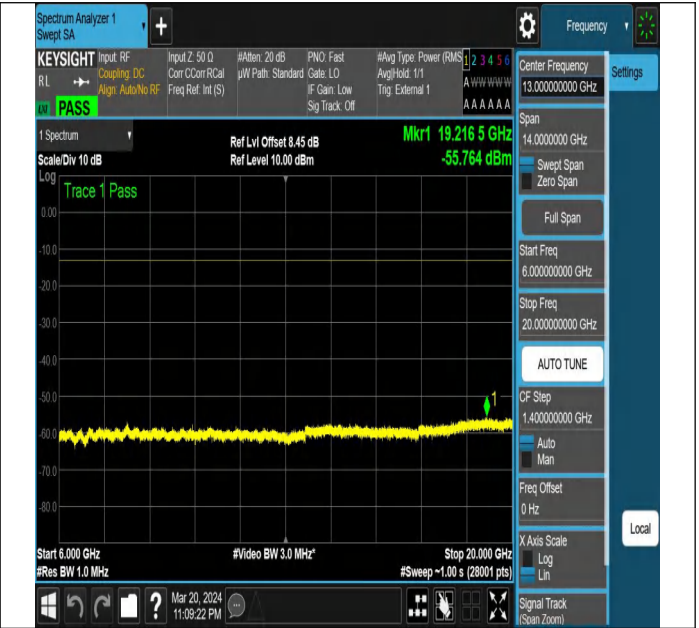 Spectrum Analyzer 1
Swept SA
+
Frequency
KEYSIGHT
RL
PASS
Input: RF
Coupling: DC
Align: Auto/No RF
Input Z: 50 Ω
Corr CCorr RCal
Freq Ref: Int (S)
#Atten: 20 dB
µW Path: Standard
PNO: Fast
Gate: LO
IF Gain: Low
Sig Track: Off
#Avg Type: Power (RMS
Avg|Hold: 1/1
Trig: External 1
1 2 3 4 5 6
A W W W W W
A A A A A A
1 Spectrum
Scale/Div 10 dB
Ref Lvl Offset 8.45 dB
Ref Level 10.00 dBm
Mkr1 19.216 5 GHz
-55.764 dBm
Log
Trace 1 Pass
0.00
-10.0
-20.0
-30.0
-40.0
-50.0
-60.0
-70.0
-80.0
1
Start 6.000 GHz
#Res BW 1.0 MHz
#Video BW 3.0 MHz*
Stop 20.000 GHz
#Sweep ~1.00 s (28001 pts)
Mar 20, 2024
11:09:22 PM
?
Center Frequency
13.000000000 GHz
Settings
Span
14.0000000 GHz
Swept Span
Zero Span
Full Span
Start Freq
6.000000000 GHz
Stop Freq
20.000000000 GHz
AUTO TUNE
CF Step
1.400000000 GHz
Auto
Man
Freq Offset
0 Hz
X Axis Scale
Log
Lin
Local
Signal Track
(Span Zoom)